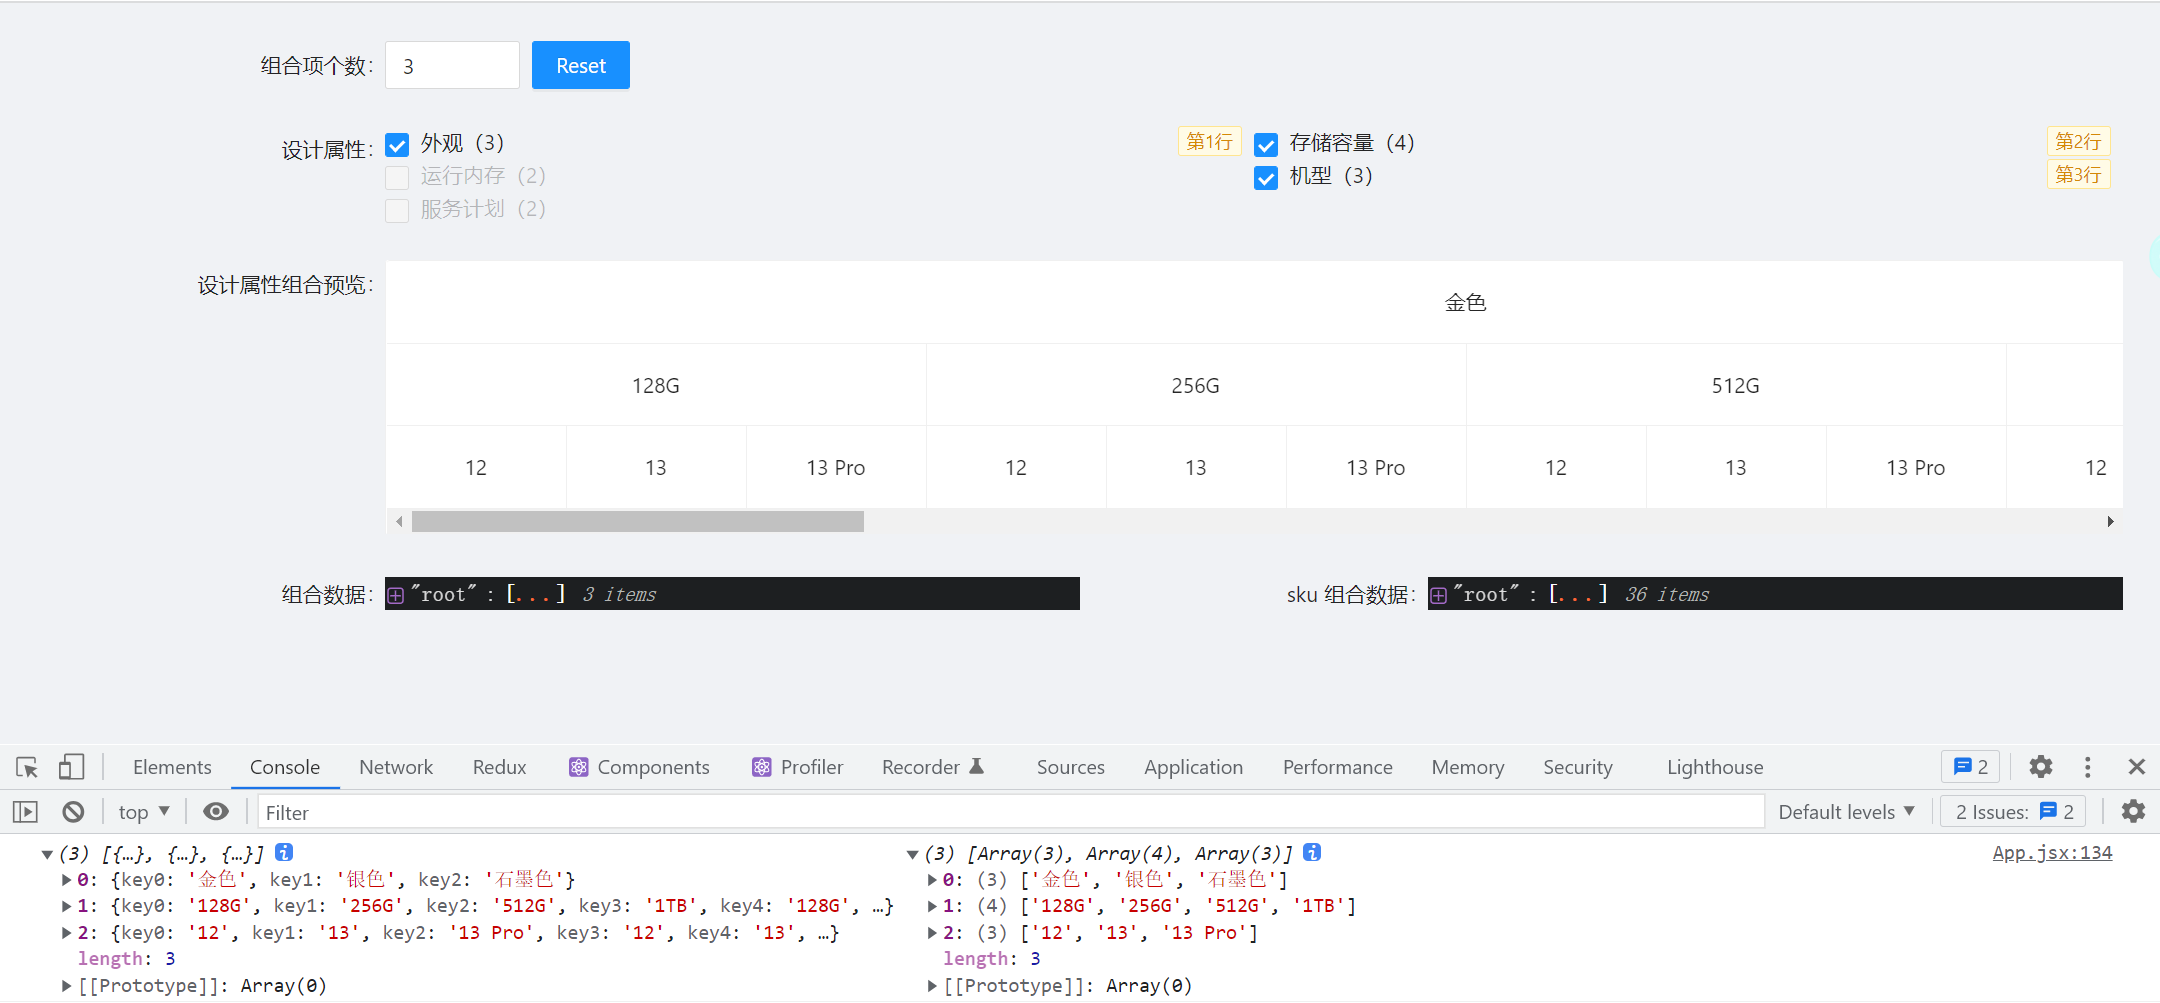 组合项个数: 3 Reset
设计属性: 外观（3） 第1行 存储容量（4） 第2行
运行内存（2） 机型（3） 第3行
服务计划（2）
设计属性组合预览: 金色
128G 256G 512G
12 13 13 Pro 12 13 13 Pro 12 13 13 Pro 12
组合数据: "root" : [...] 3 items sku 组合数据: "root" : [...] 36 items
Elements Console Network Redux Components Profiler Recorder Sources Application Performance Memory Security Lighthouse 2
top Filter Default levels 2 Issues: 2
(3) [{…}, {…}, {…}] (3) [Array(3), Array(4), Array(3)] App.jsx:134
0: {key0: '金色', key1: '银色', key2: '石墨色'} 0: (3) ['金色', '银色', '石墨色']
1: {key0: '128G', key1: '256G', key2: '512G', key3: '1TB', key4: '128G', …} 1: (4) ['128G', '256G', '512G', '1TB']
2: {key0: '12', key1: '13', key2: '13 Pro', key3: '12', key4: '13', …} 2: (3) ['12', '13', '13 Pro']
length: 3 length: 3
[[Prototype]]: Array(0) [[Prototype]]: Array(0)